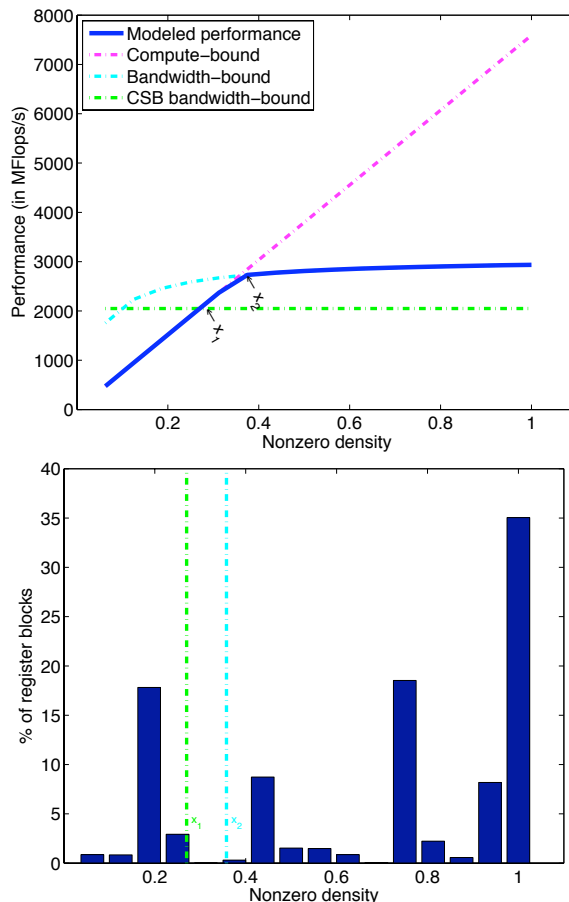 8000
7000
6000
5000
4000
3000
2000
1000
0
Performance (in MFlops/s)
Modeled performance
Compute−bound
Bandwidth−bound
CSB bandwidth−bound
x1
x2
0.2
0.4
0.6
0.8
1
Nonzero density
40
35
30
25
20
15
10
5
0
% of register blocks
x1
x2
0.2
0.4
0.6
0.8
1
Nonzero density